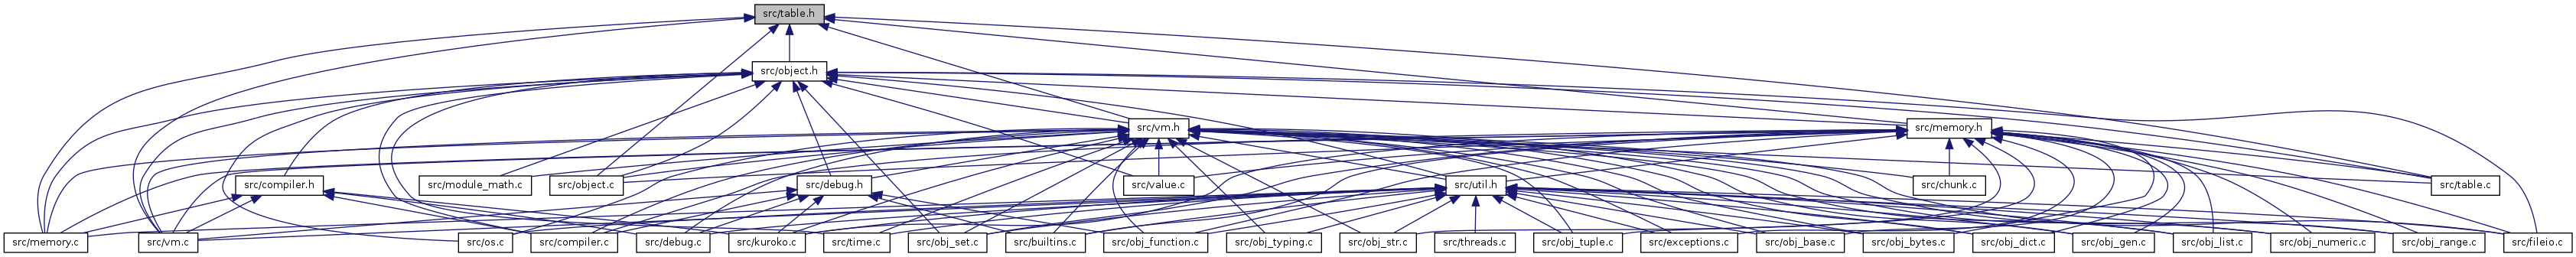 src/table.h
src/object.h
src/vm.h
src/memory.h
src/compiler.h
src/module_math.c
src/object.c
src/debug.h
src/value.c
src/util.h
src/chunk.c
src/table.c
src/memory.c
src/vm.c
src/os.c
src/compiler.c
src/debug.c
src/kuroko.c
src/time.c
src/obj_set.c
src/builtins.c
src/obj_function.c
src/obj_typing.c
src/obj_str.c
src/threads.c
src/obj_tuple.c
src/exceptions.c
src/obj_base.c
src/obj_bytes.c
src/obj_dict.c
src/obj_gen.c
src/obj_list.c
src/obj_numeric.c
src/obj_range.c
src/fileio.c